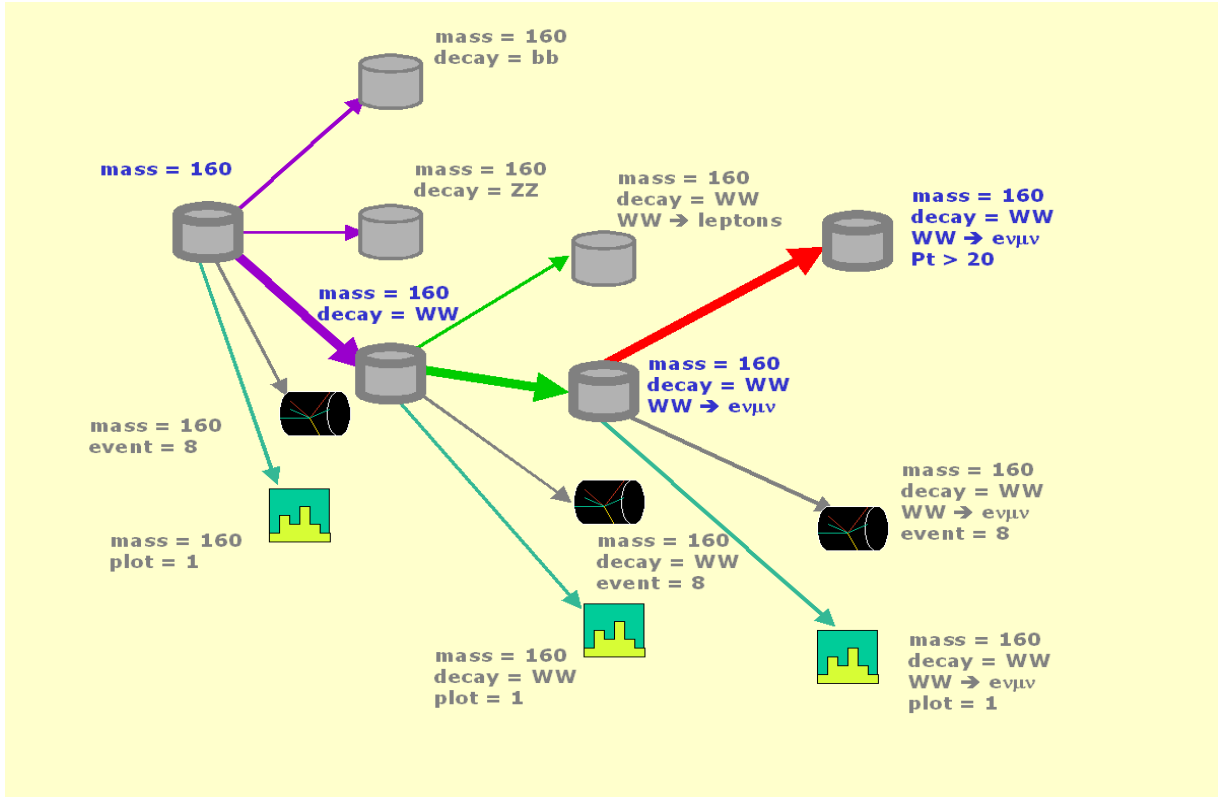 mass = 160
decay = bb
mass = 160
mass = 160
decay = ZZ
mass = 160
decay = WW
WW ➔ leptons
mass = 160
decay = WW
WW ➔ eνμν
Pt > 20
mass = 160
decay = WW
mass = 160
decay = WW
WW ➔ eνμν
mass = 160
event = 8
mass = 160
plot = 1
mass = 160
decay = WW
event = 8
mass = 160
decay = WW
WW ➔ eνμν
event = 8
mass = 160
decay = WW
plot = 1
mass = 160
decay = WW
WW ➔ eνμν
plot = 1